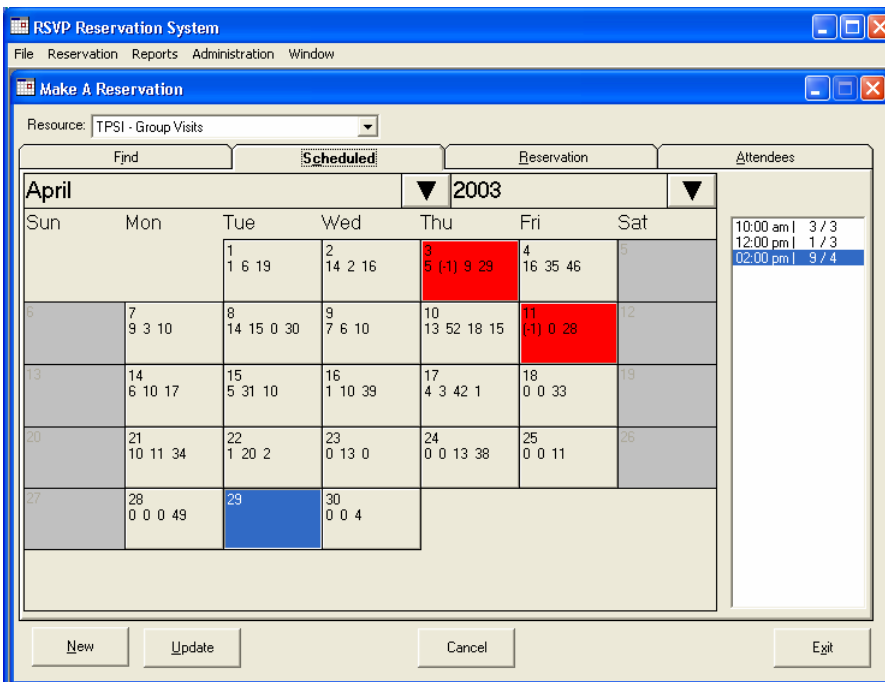 RSVP Reservation System
File Reservation Reports Administration Window
Make A Reservation
Resource: TPSI - Group Visits
Find Scheduled Reservation Attendees
April 2003
Sun Mon Tue Wed Thu Fri Sat
1 2 3 4 5
1 6 19 14 2 16 5 (-1) 9 29 16 35 46
6 7 8 9 10 11 12
9 3 10 14 15 0 30 7 6 10 13 52 18 15 (-1) 0 28
13 14 15 16 17 18 19
6 10 17 5 31 10 1 10 39 4 3 42 1 0 0 33
20 21 22 23 24 25 26
10 11 34 1 20 2 0 13 0 0 0 13 38 0 0 11
27 28 29 30
0 0 0 49 0 0 4
10:00 am | 3 / 3
12:00 pm | 1 / 3
02:00 pm | 9 / 4
New Update Cancel Exit